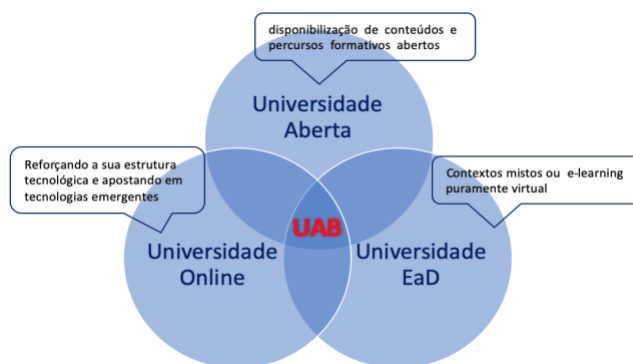 disponibilização de conteúdos e
percursos formativos abertos
Universidade
Aberta
Reforçando a sua estrutura
tecnológica e apostando em
tecnologias emergentes
Contextos mistos ou e-learning
puramente virtual
UAB
Universidade
Online
Universidade
EaD